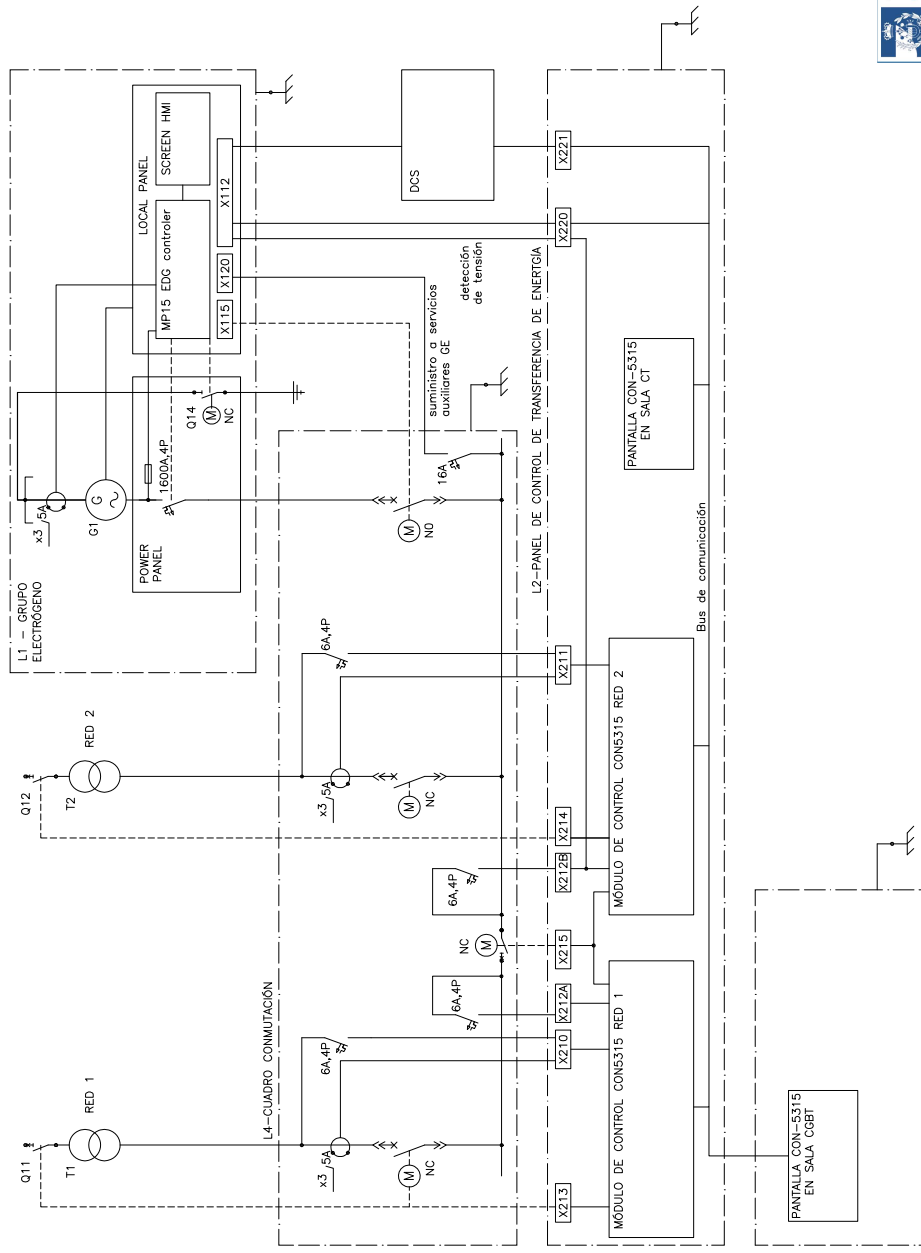 Q11
T1
RED 1
Q12
T2
RED 2
L1 - GRUPO
ELECTRÓGENO
x3
5A
G1
G
POWER
PANEL
1600A,4P
Q14
M
NC
LOCAL PANEL
MP15 EDG controler
SCREEN HMI
X115
X120
X112
DCS
L4-CUADRO CONMUTACIÓN
x3
5A
M
NC
6A,4P
6A,4P
NC
M
6A,4P
x3
5A
M
NC
6A,4P
M
NO
16A
suministro a servicios
auxiliares GE
detección
de tensión
L2-PANEL DE CONTROL DE TRANSFERENCIA DE ENERTGÍA
X213
X210
X212A
X215
X212B
X214
X211
X220
X221
MÓDULO DE CONTROL CON5315 RED 1
MÓDULO DE CONTROL CON5315 RED 2
PANTALLA CON-5315
EN SALA CT
Bus de comunicación
PANTALLA CON-5315
EN SALA CGBT